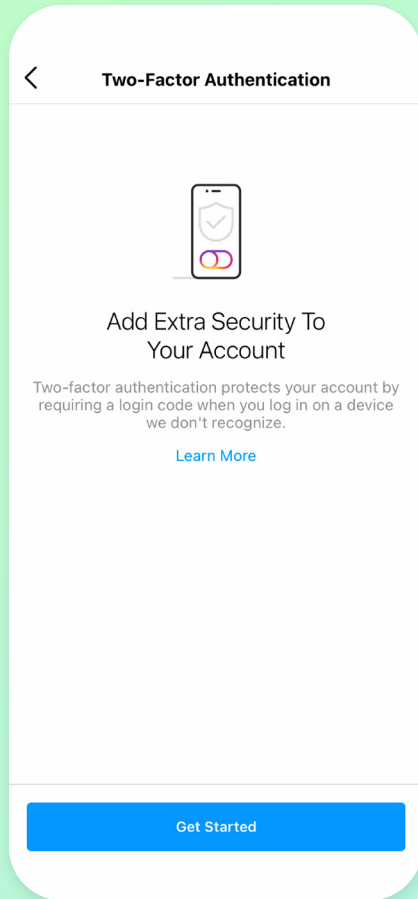 Two-Factor Authentication
Add Extra Security To
Your Account
Two-factor authentication protects your account by
requiring a login code when you log in on a device
we don't recognize.
Learn More
Get Started